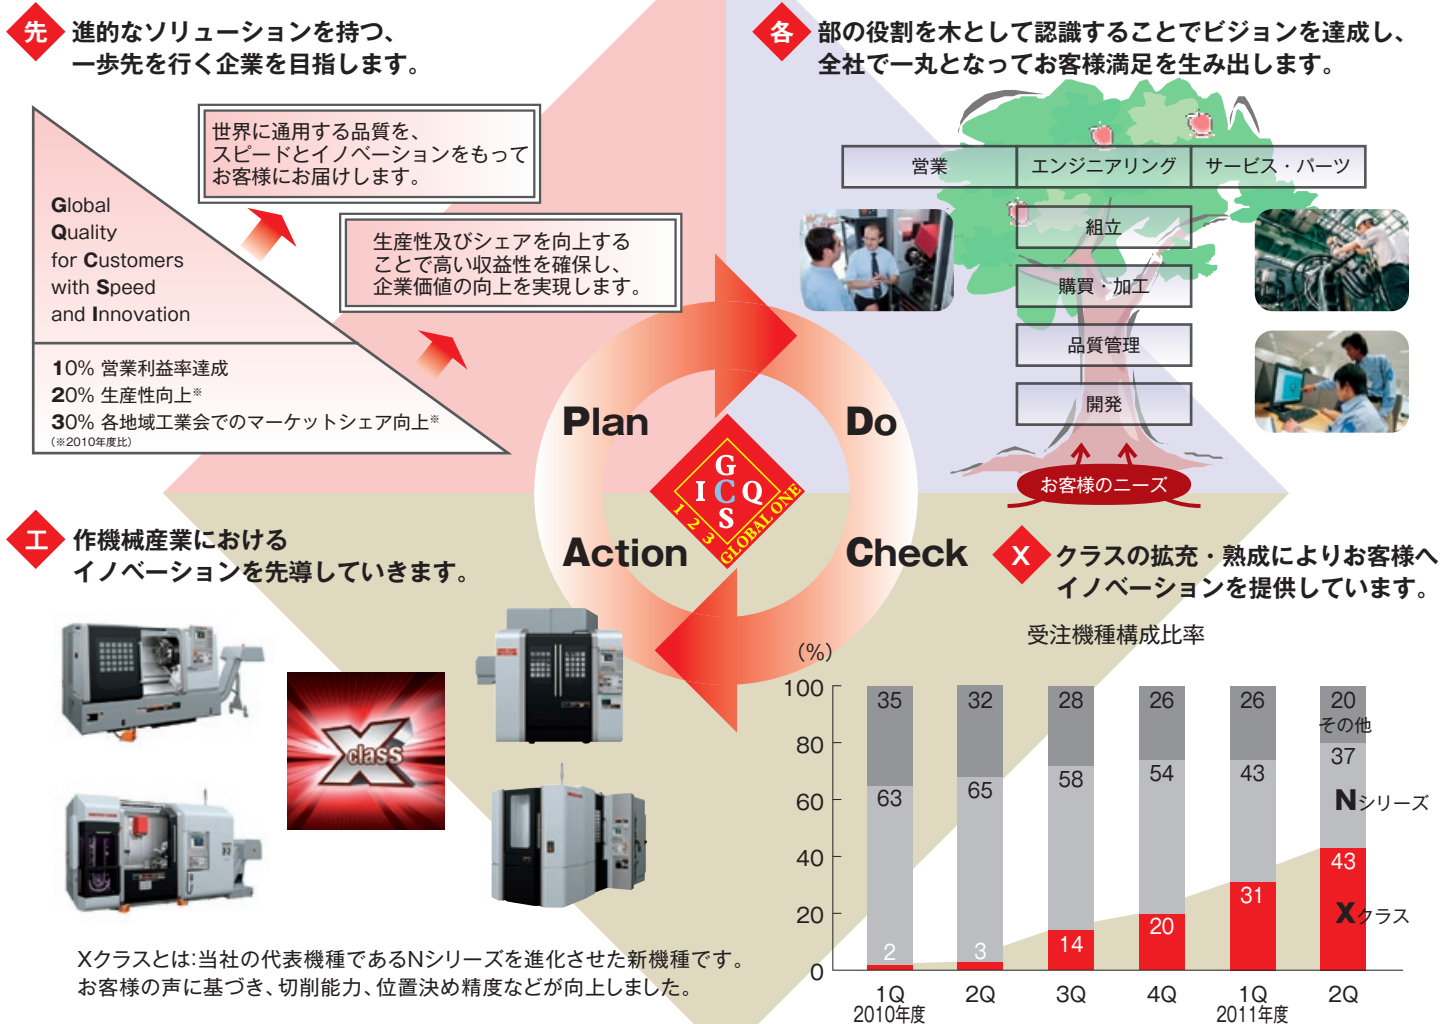 先 進的なソリューションを持つ、
一歩先を行く企業を目指します。
世界に通用する品質を、
スピードとイノベーションをもって
お客様にお届けします。
生産性及びシェアを向上する
ことで高い収益性を確保し、
企業価値の向上を実現します。
Global
Quality
for Customers
with Speed
and Innovation
10% 営業利益率達成
20% 生産性向上※
30% 各地域工業会でのマーケットシェア向上※
(※2010年度比)
各 部の役割を木として認識することでビジョンを達成し、
全社で一丸となってお客様満足を生み出します。
営業
エンジニアリング
サービス・パーツ
組立
購買・加工
品質管理
開発
お客様のニーズ
Plan
Do
Action
Check
G
I C Q
S
1 2 3
GLOBAL ONE
工 作機械産業における
イノベーションを先導していきます。
X class
Xクラスとは:当社の代表機種であるNシリーズを進化させた新機種です。
お客様の声に基づき、切削能力、位置決め精度などが向上しました。
X クラスの拡充・熟成によりお客様へ
イノベーションを提供しています。
受注機種構成比率
(%)
100
80
60
40
20
0
35 32 28 26 26 20
その他
63 65 58 54 43 37
Nシリーズ
2 3 14 20 31 43
Xクラス
1Q 2Q 3Q 4Q 1Q 2Q
2010年度 2011年度